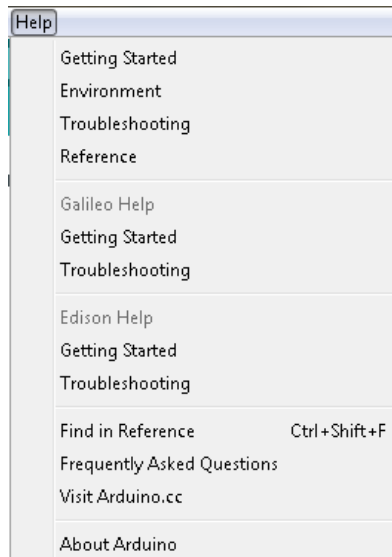 Help
Getting Started
Environment
Troubleshooting
Reference
Galileo Help
Getting Started
Troubleshooting
Edison Help
Getting Started
Troubleshooting
Find in Reference Ctrl+Shift+F
Frequently Asked Questions
Visit Arduino.cc
About Arduino